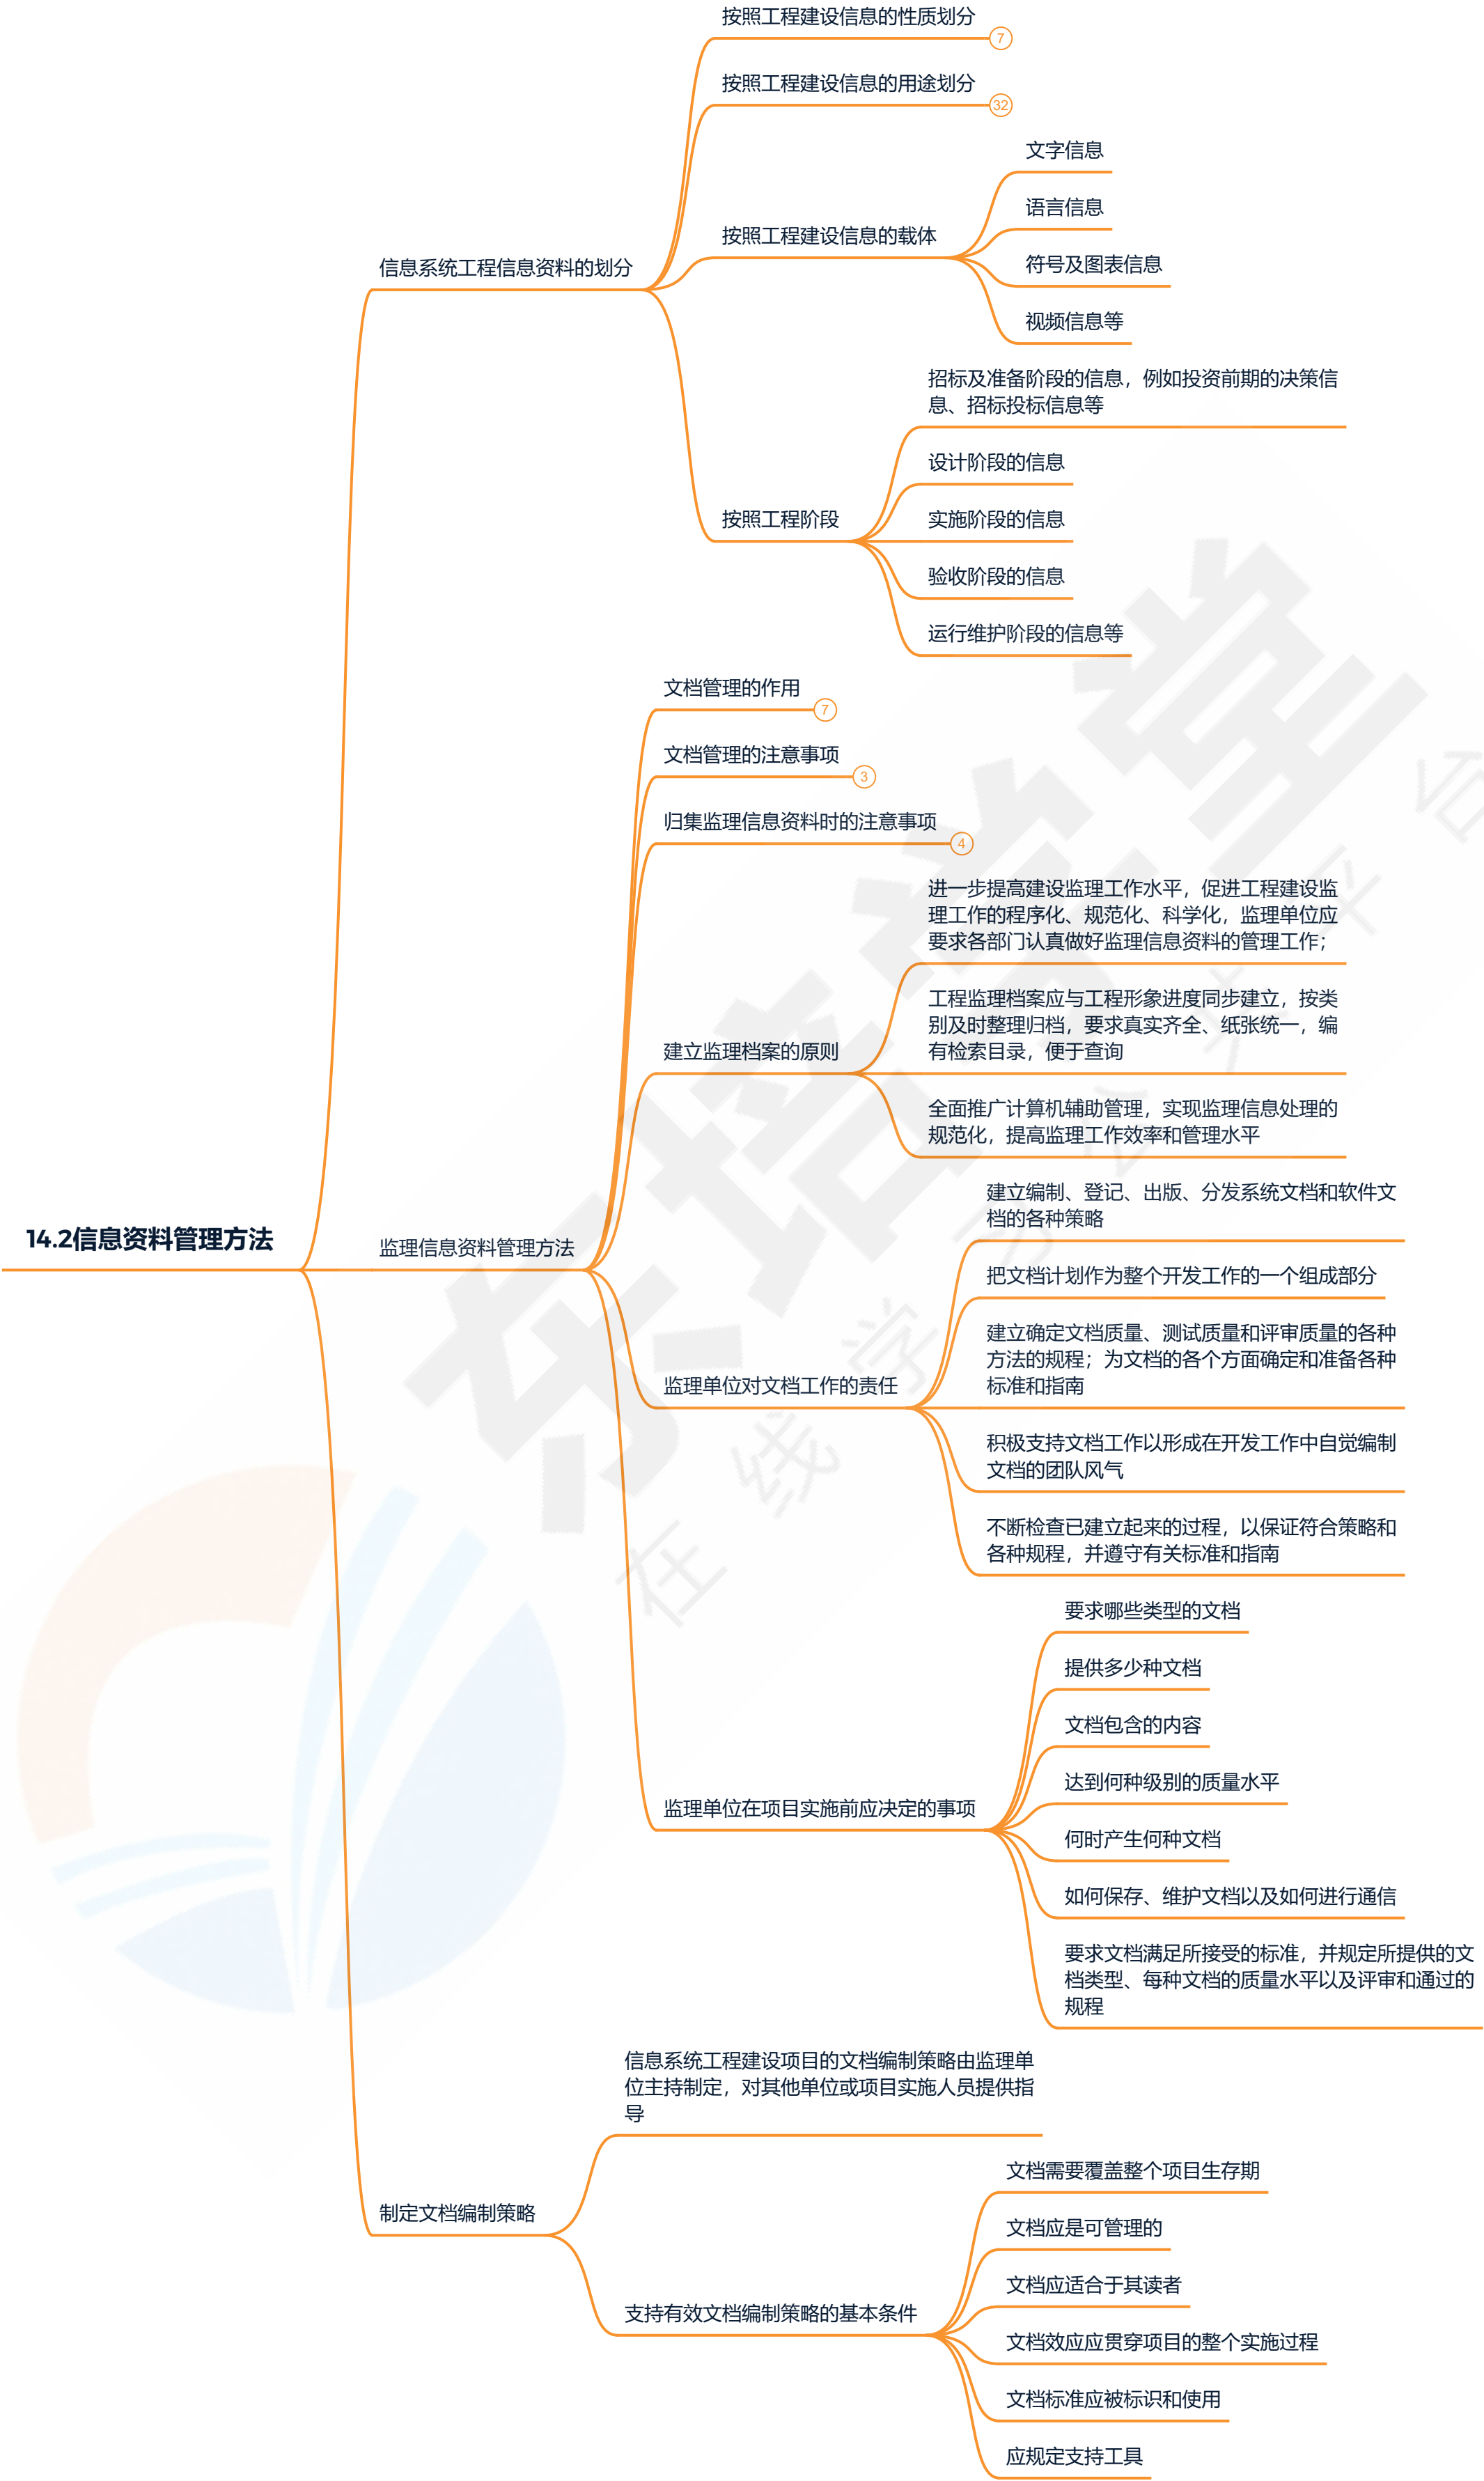 按照工程建设信息的性质划分
7
按照工程建设信息的用途划分
32
文字信息
语言信息
按照工程建设信息的载体
符号及图表信息
信息系统工程信息资料的划分
视频信息等
招标及准备阶段的信息，例如投资前期的决策信
息、招标投标信息等
设计阶段的信息
按照工程阶段
实施阶段的信息
验收阶段的信息
运行维护阶段的信息等
文档管理的作用
7
文档管理的注意事项
3
归集监理信息资料时的注意事项
4
进一步提高建设监理工作水平，促进工程建设监
理工作的程序化、规范化、科学化，监理单位应
要求各部门认真做好监理信息资料的管理工作；
工程监理档案应与工程形象进度同步建立，按类
别及时整理归档，要求真实齐全、纸张统一，编
有检索目录，便于查询
建立监理档案的原则
全面推广计算机辅助管理，实现监理信息处理的
规范化，提高监理工作效率和管理水平
建立编制、登记、出版、分发系统文档和软件文
档的各种策略
14.2信息资料管理方法
监理信息资料管理方法
把文档计划作为整个开发工作的一个组成部分
建立确定文档质量、测试质量和评审质量的各种
方法的规程；为文档的各个方面确定和准备各种
标准和指南
监理单位对文档工作的责任
积极支持文档工作以形成在开发工作中自觉编制
文档的团队风气
不断检查已建立起来的过程，以保证符合策略和
各种规程，并遵守有关标准和指南
要求哪些类型的文档
提供多少种文档
文档包含的内容
达到何种级别的质量水平
监理单位在项目实施前应决定的事项
何时产生何种文档
如何保存、维护文档以及如何进行通信
要求文档满足所接受的标准，并规定所提供的文
档类型、每种文档的质量水平以及评审和通过的
规程
信息系统工程建设项目的文档编制策略由监理单
位主持制定，对其他单位或项目实施人员提供指
导
制定文档编制策略
文档需要覆盖整个项目生存期
文档应是可管理的
文档应适合于其读者
支持有效文档编制策略的基本条件
文档效应应贯穿项目的整个实施过程
文档标准应被标识和使用
应规定支持工具
东培学堂